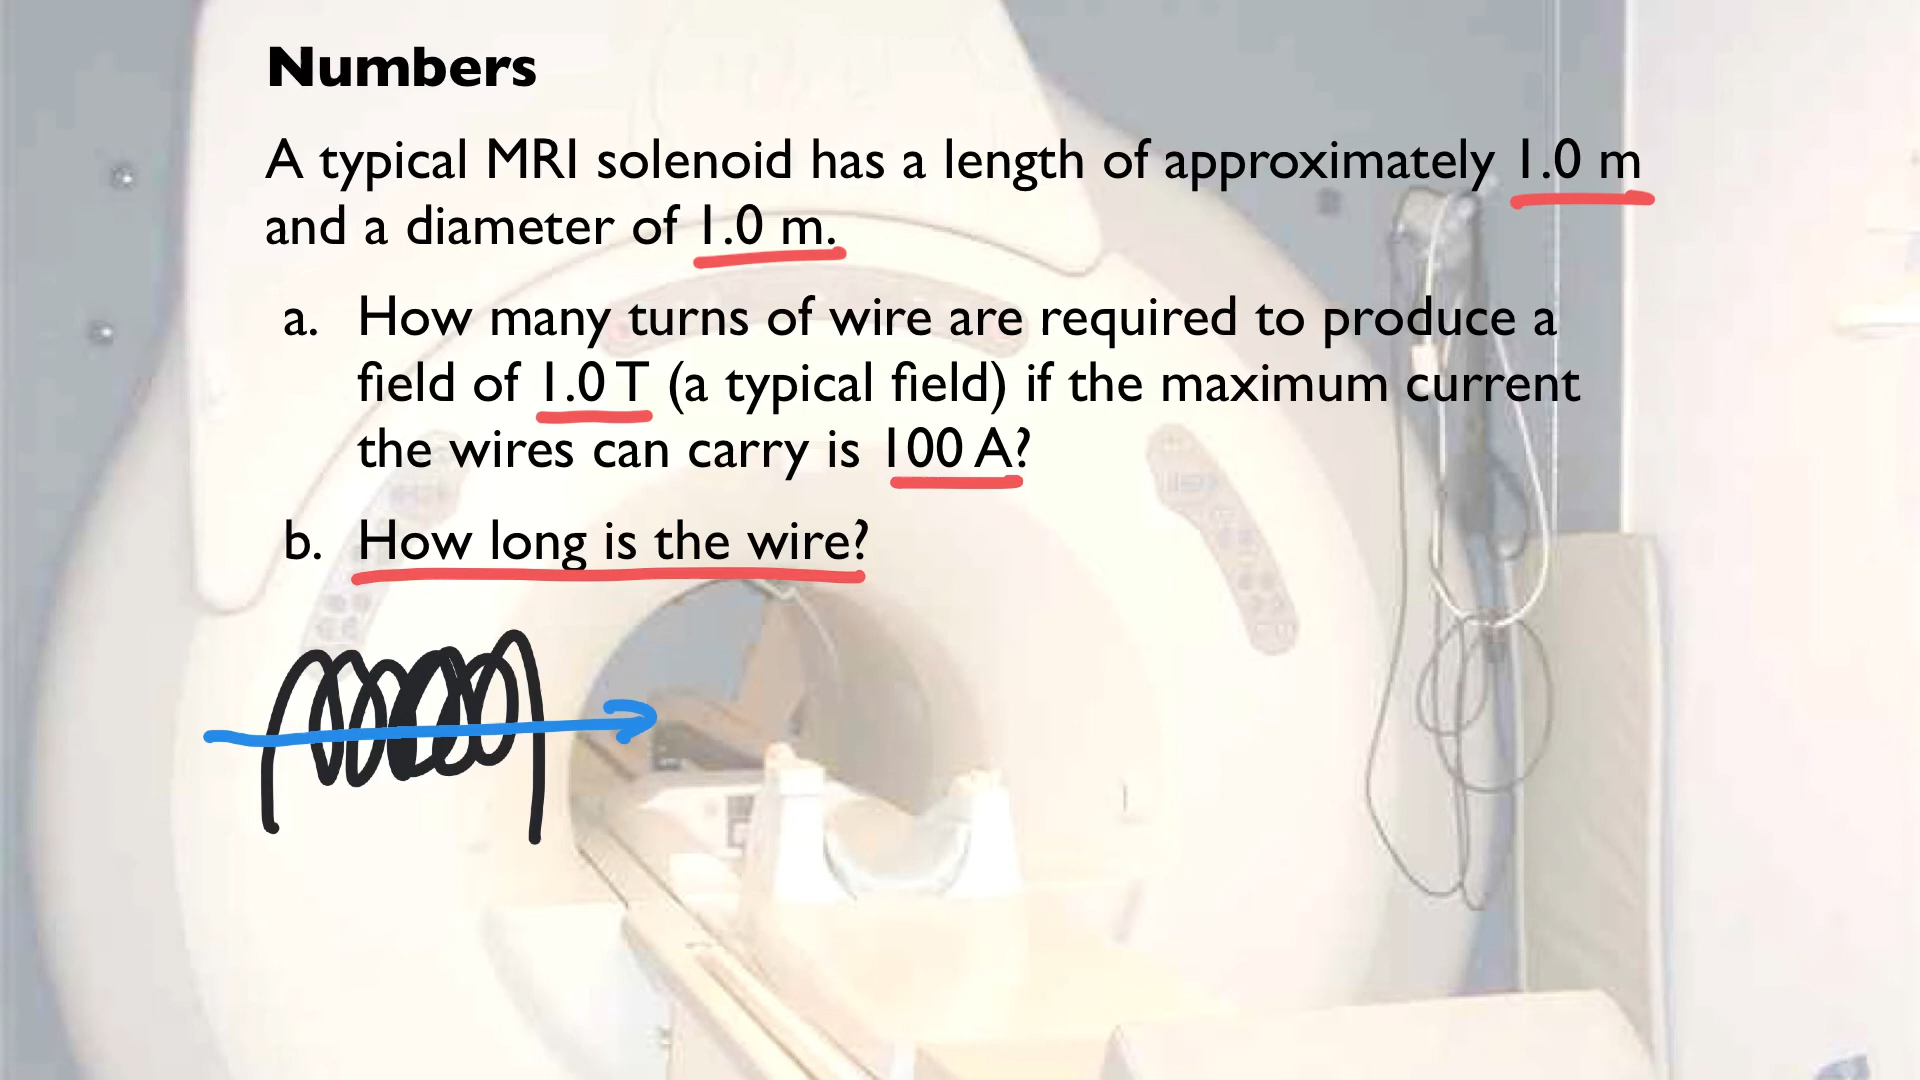 Numbers
A typical MRI solenoid has a length of approximately 1.0 m
and a diameter of 1.0 m.
a. How many turns of wire are required to produce a
field of 1.0 T (a typical field) if the maximum current
the wires can carry is 100 A?
b. How long is the wire?